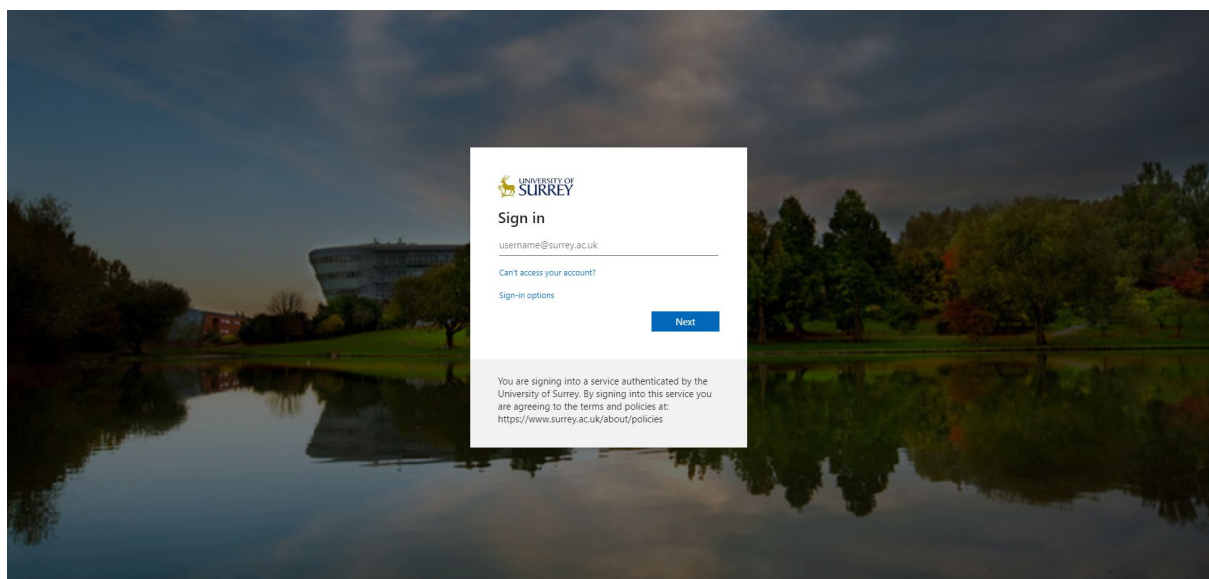 UNIVERSITY OF
SURREY
Sign in
username@surrey.ac.uk
Can't access your account?
Sign-in options
Next
You are signing into a service authenticated by the
University of Surrey. By signing into this service you
are agreeing to the terms and policies at:
https://www.surrey.ac.uk/about/policies